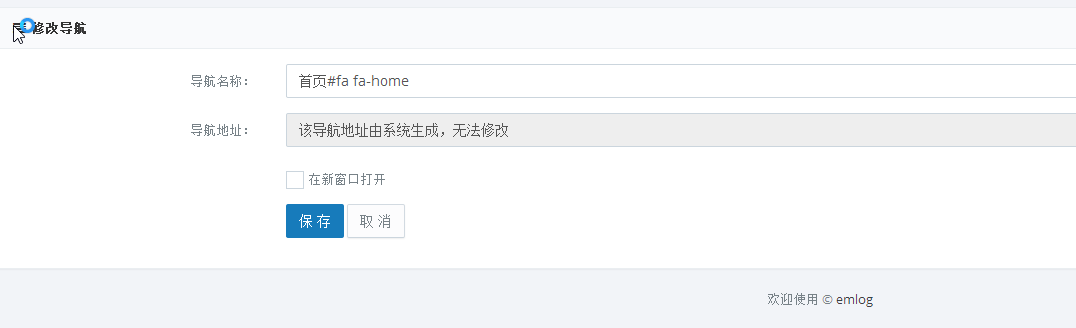 修改导航
导航名称：
首页#fa fa-home
导航地址：
该导航地址由系统生成，无法修改
在新窗口打开
保 存 取 消
欢迎使用 © emlog